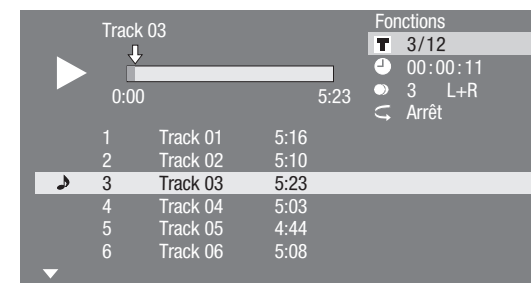 Track 03
0:00 5:23
1 Track 01 5:16
2 Track 02 5:10
3 Track 03 5:23
4 Track 04 5:03
5 Track 05 4:44
6 Track 06 5:08
Fonctions
T 3/12
00:00:11
3 L+R
Arrêt